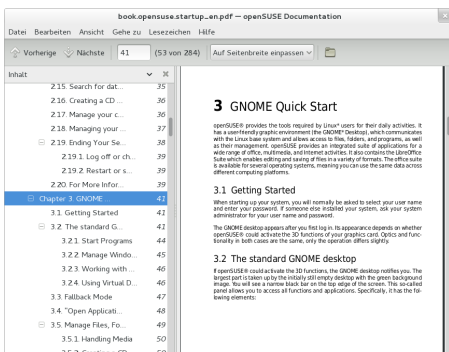 book.opensuse.startup_en.pdf — openSUSE Documentation
Datei Bearbeiten Ansicht Gehe zu Lesezeichen Hilfe
Vorherige Nächste 41 (53 von 284) Auf Seitenbreite einpassen
Inhalt
2.15. Search for dat... 35
2.16. Creating a CD ... 36
2.17. Manage your c... 36
2.18. Managing your ... 37
2.19. Ending Your Se... 38
2.19.1. Log off or ch... 39
2.19.2. Restart or s... 39
2.20. For More Infor... 39
Chapter 3. GNOME ... 41
3.1. Getting Started 41
3.2. The standard G... 41
3.2.1. Start Programs 44
3.2.2. Manage Windo... 45
3.2.3. Working with ... 46
3.2.4. Using Virtual D... 46
3.3. Fallback Mode 47
3.4. "Open Applicati... 48
3.5. Manage Files, Fo... 49
3.5.1. Handling Media 50
3 GNOME Quick Start
openSUSE® provides the tools required by Linux* users for their daily activities. It
has a user-friendly graphic environment (the GNOME* Desktop), which communicates
with the Linux base system and allows access to files, folders, and programs, as well
as their management. openSUSE provides an integrated suite of applications for a
wide range of office, multimedia, and Internet activities. It also contains the LibreOffice
Suite which enables editing and saving of files in a variety of formats. The office suite
is available for several operating systems, meaning you can use the same data across
different computing platforms.
3.1 Getting Started
When starting up your system, you will normally be asked to select your user name
and enter your password. If someone else installed your system, ask your system
administrator for your user name and password.
The GNOME desktop appears after you first log in. Its appearance depends on whether
openSUSE® could activate the 3D functions of your graphics card. Optics and func-
tionality in both cases are the same, only the operation differs slightly.
3.2 The standard GNOME desktop
If openSUSE® could activate the 3D functions, the GNOME desktop notifies you. The
largest part is taken up by the initially still empty desktop with the green background
image. You will see a narrow black bar on the top edge of the screen. This so-called
panel allows you to access all functions and applications. Specifically, it has the fol-
lowing elements: